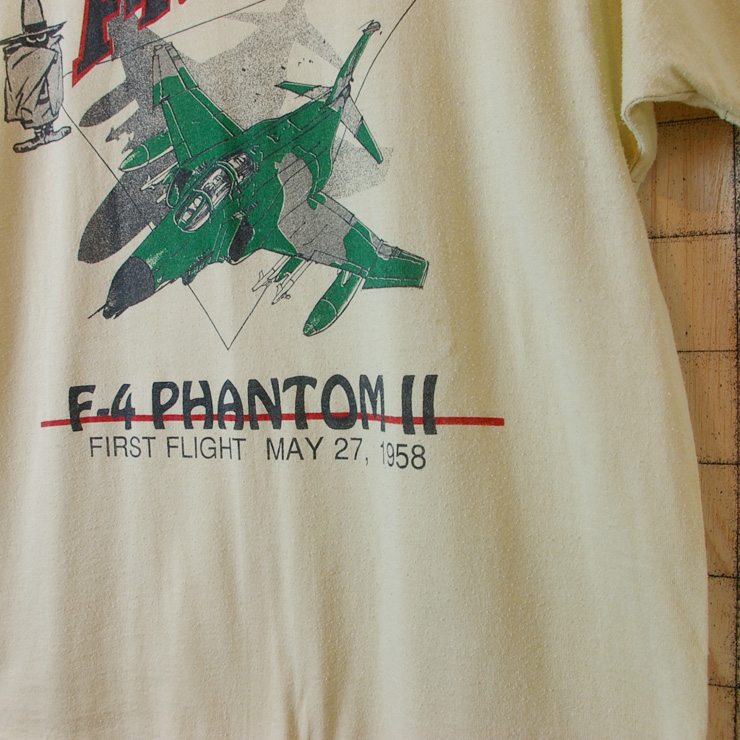 F-4 PHANTOM II
FIRST FLIGHT MAY 27, 1958